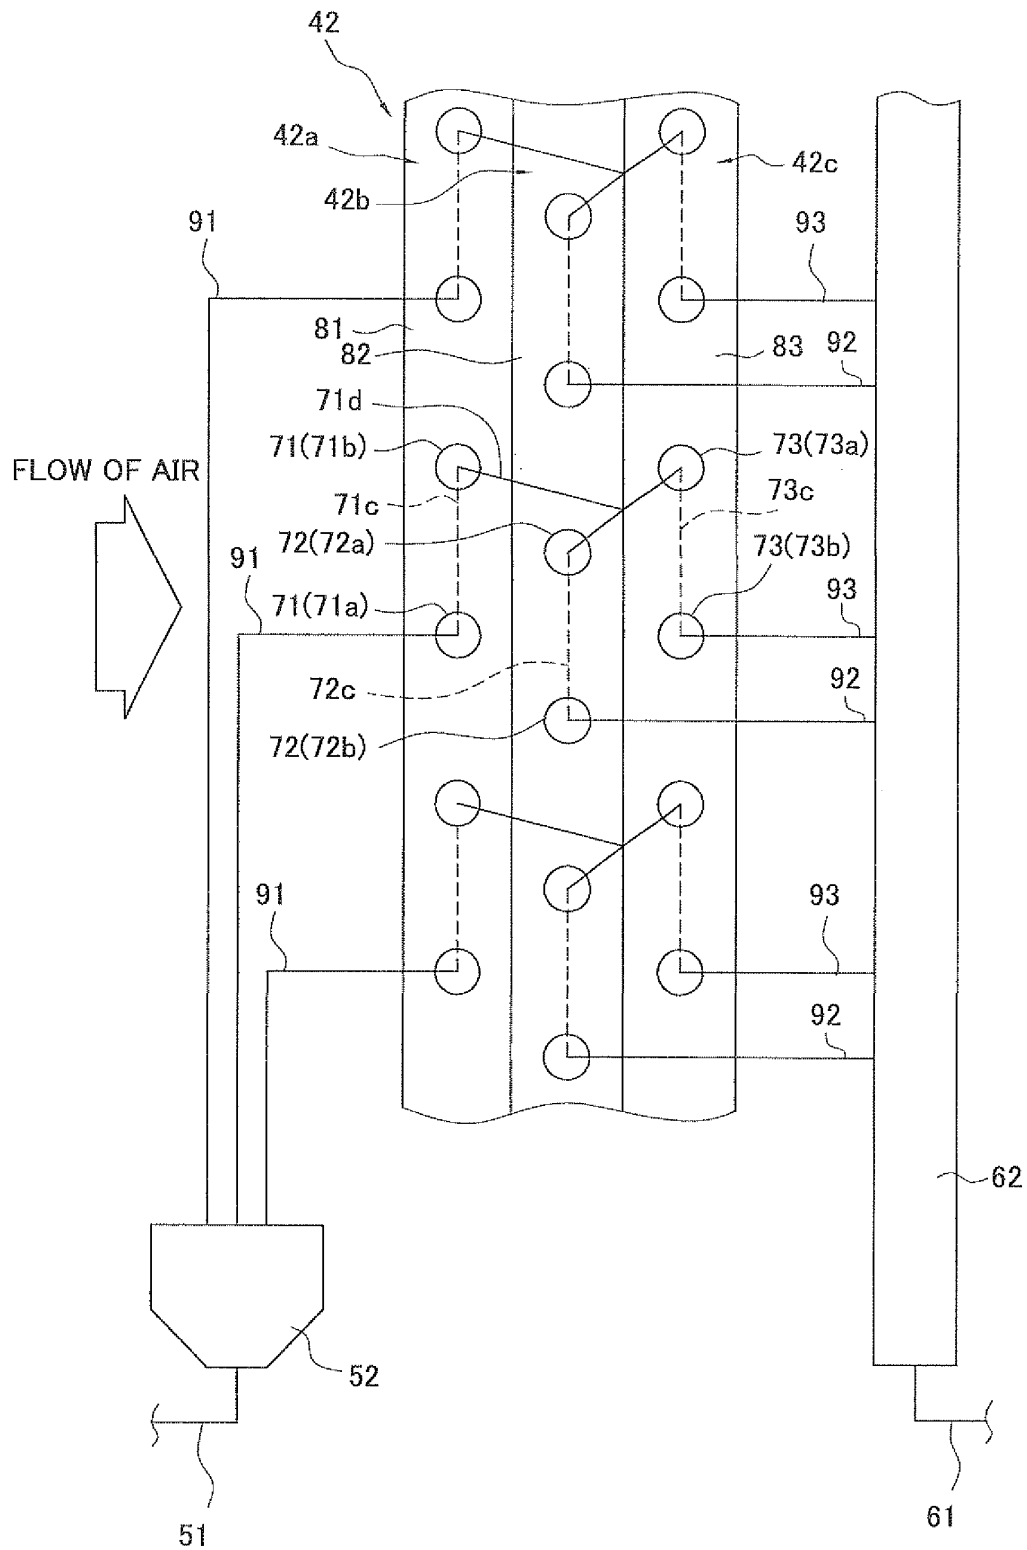 42
42a
42b
42c
91
93
81
82
83
92
71d
71(71b)
73(73a)
FLOW OF AIR
71c
73c
72(72a)
73(73b)
91
71(71a)
93
72c
92
72(72b)
91
93
92
62
52
51
61